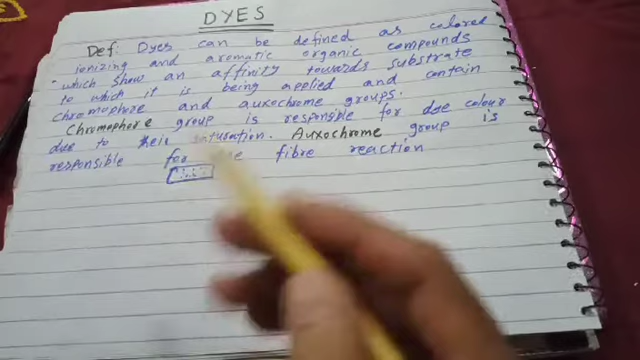 DYES
Def: Dyes can be defined as colored
ionizing and aromatic organic compounds
which show an affinity towards substrate
to which it is being applied and contain
chromophore and auxochrome groups.
Chromophore group is responsible for dye colour
due to their Auxochrome group is
responsible for fibre reaction